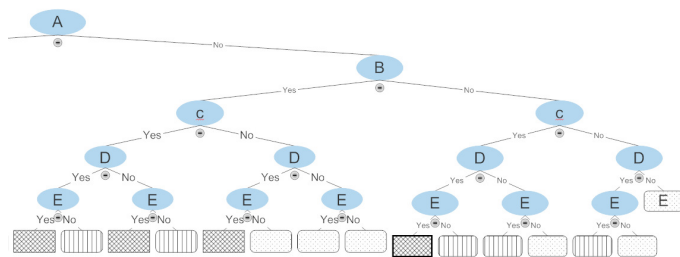 A
No
B
Yes No
c c
Yes No Yes No
D D D D
Yes No Yes No Yes No Yes No
E E E E E E E
Yes No Yes No Yes No Yes No Yes No Yes No Yes No